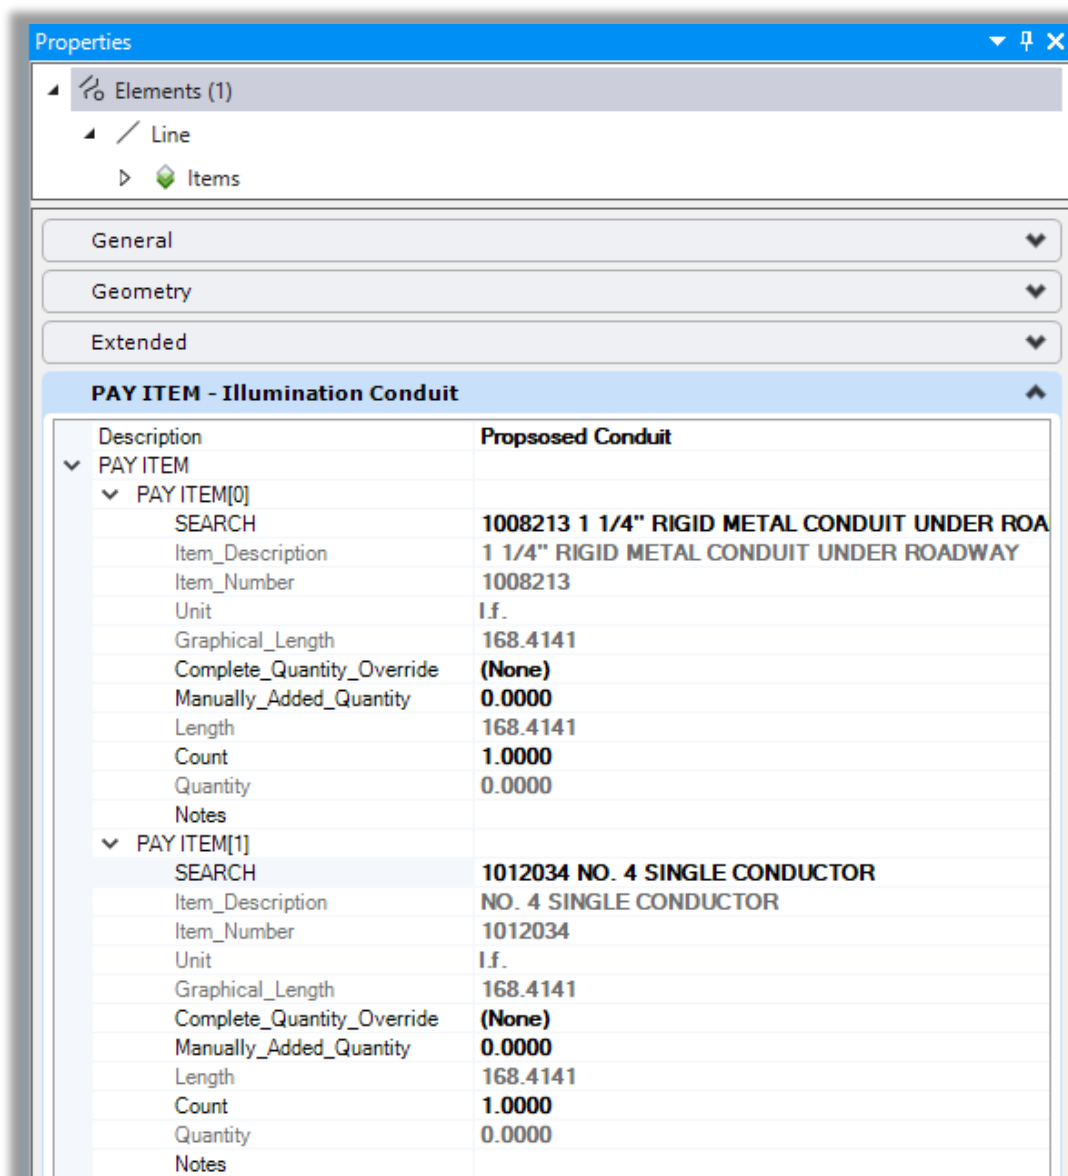 Properties
Elements (1)
Line
Items
General
Geometry
Extended
PAY ITEM - Illumination Conduit
Description Propsosed Conduit
PAY ITEM
PAY ITEM[0]
SEARCH 1008213 1 1/4" RIGID METAL CONDUIT UNDER ROA
Item_Description 1 1/4" RIGID METAL CONDUIT UNDER ROADWAY
Item_Number 1008213
Unit l.f.
Graphical_Length 168.4141
Complete_Quantity_Override (None)
Manually_Added_Quantity 0.0000
Length 168.4141
Count 1.0000
Quantity 0.0000
Notes
PAY ITEM[1]
SEARCH 1012034 NO. 4 SINGLE CONDUCTOR
Item_Description NO. 4 SINGLE CONDUCTOR
Item_Number 1012034
Unit l.f.
Graphical_Length 168.4141
Complete_Quantity_Override (None)
Manually_Added_Quantity 0.0000
Length 168.4141
Count 1.0000
Quantity 0.0000
Notes